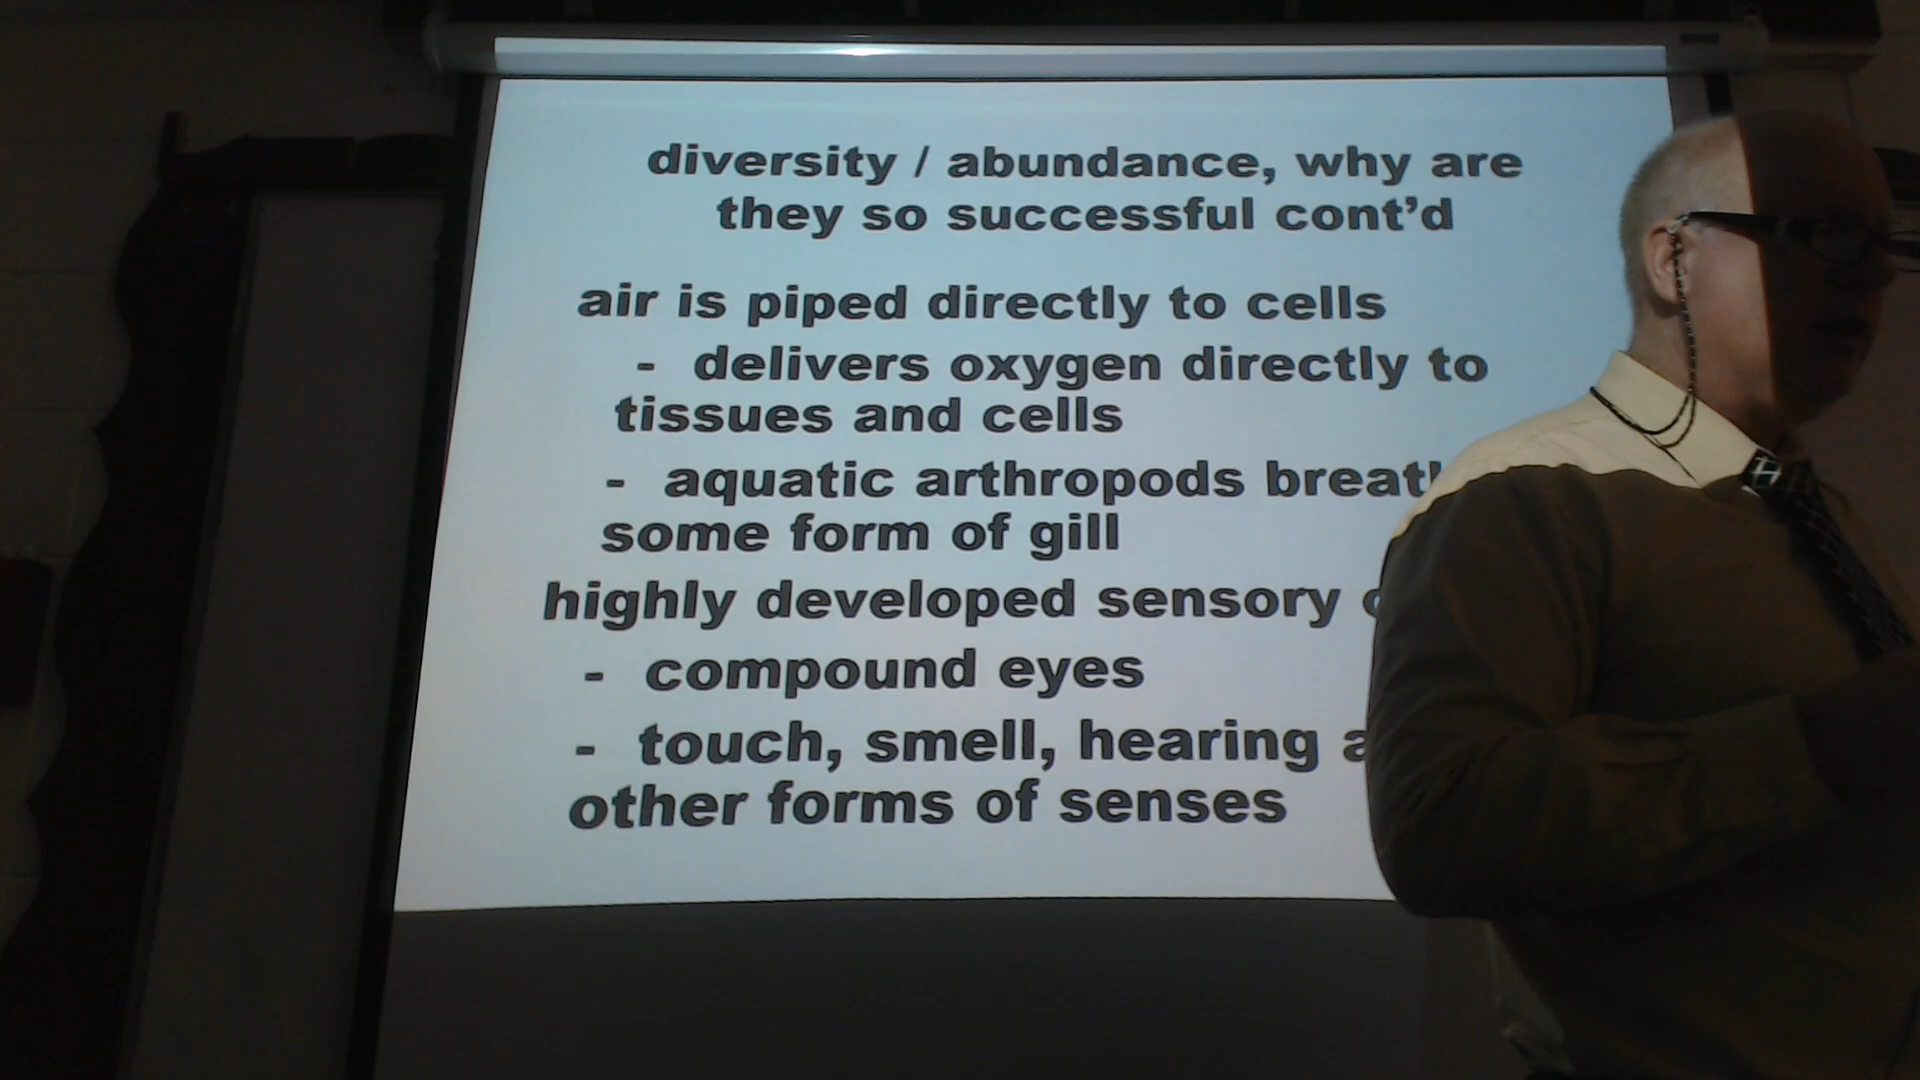 diversity / abundance, why are
they so successful cont’d
air is piped directly to cells
- delivers oxygen directly to
tissues and cells
- aquatic arthropods
some form of gill
highly developed sensory
- compound eyes
- touch, smell, hearing
other forms of senses